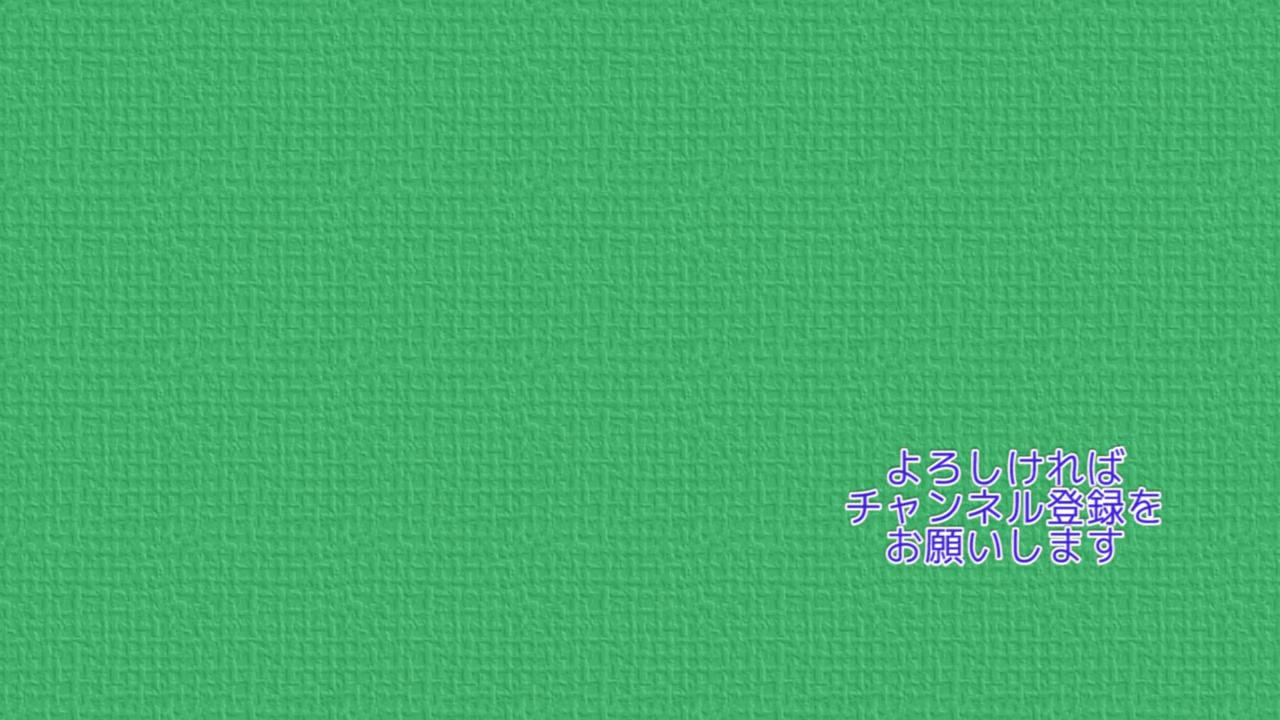 よろしければ
チャンネル登録を
お願いします